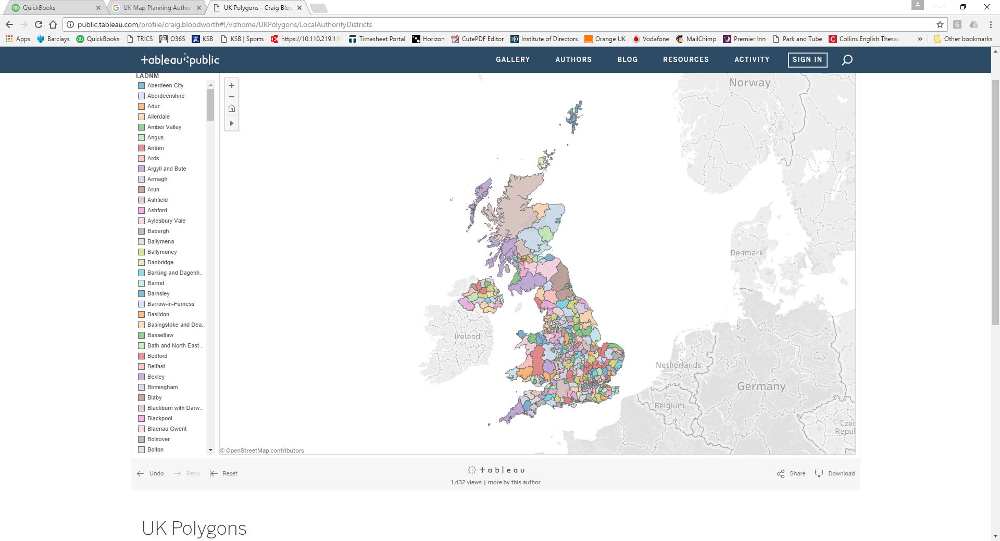 QuickBooks
UK Map Planning Author
UK Polygons - Craig Bloo
public.tableau.com/profile/craig.bloodworth#!/vizhome/UKPolygons/LocalAuthorityDistricts
Apps
Barclays
QuickBooks
TRICS
O365
KSB
KSB | Sports
https://10.110.219.110
Timesheet Portal
Horizon
CutePDF Editor
Institute of Directors
Orange UK
Vodafone
MailChimp
Premier Inn
Park and Tube
Collins English Thesau
»
Other bookmarks
tableau public
GALLERY
AUTHORS
BLOG
RESOURCES
ACTIVITY
SIGN IN
LADNM
Aberdeen City
Aberdeenshire
Adur
Allerdale
Amber Valley
Angus
Antrim
Ards
Argyll and Bute
Armagh
Arun
Ashfield
Ashford
Aylesbury Vale
Babergh
Ballymena
Ballymoney
Banbridge
Barking and Dagenh..
Barnet
Barnsley
Barrow-in-Furness
Basildon
Basingstoke and Dea..
Bassetlaw
Bath and North East ..
Bedford
Belfast
Bexley
Birmingham
Blaby
Blackburn with Darw..
Blackpool
Blaenau Gwent
Bolsover
Bolton
Norway
Denmark
Ireland
Netherlands
Germany
Belgium
Czec
Repul
© OpenStreetMap contributors
Undo
Redo
Reset
tableau
1,432 views | more by this author
Share
Download
UK Polygons